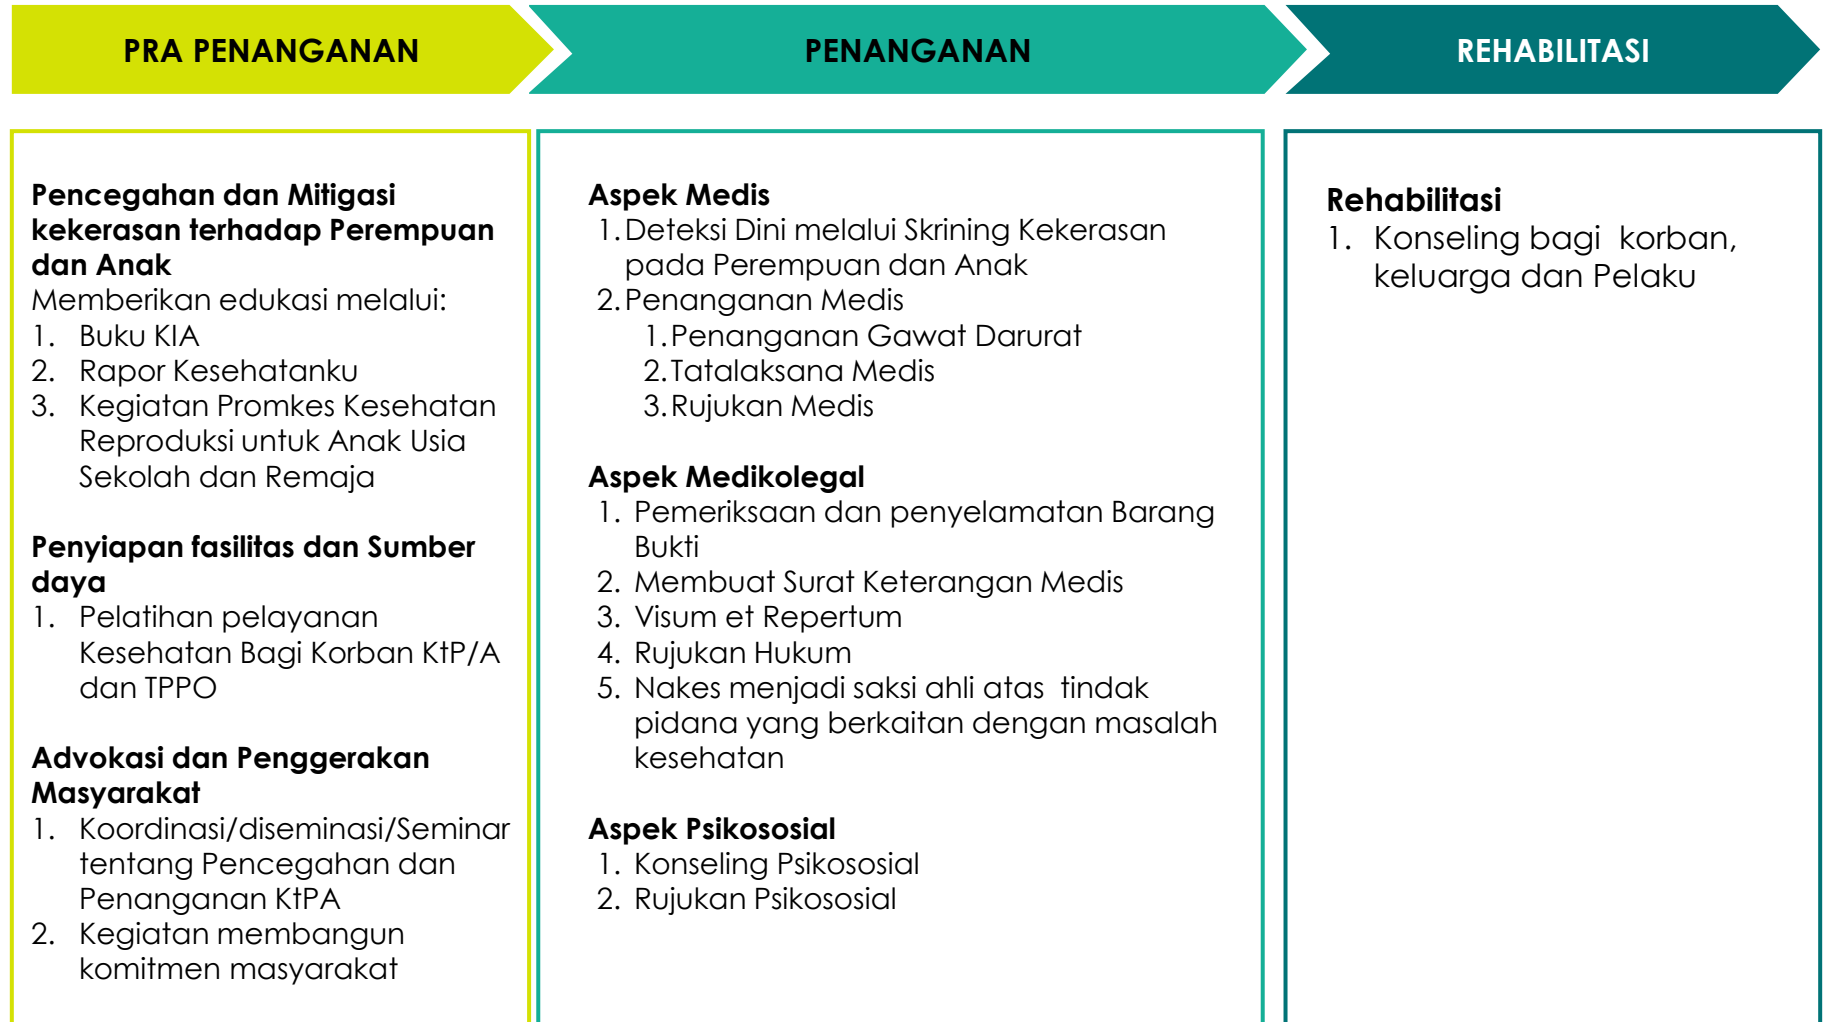 PRA PENANGANAN
PENANGANAN
REHABILITASI
Pencegahan dan Mitigasi
kekerasan terhadap Perempuan
dan Anak
Memberikan edukasi melalui:
1. Buku KIA
2. Rapor Kesehatanku
3. Kegiatan Promkes Kesehatan
Reproduksi untuk Anak Usia
Sekolah dan Remaja
Penyiapan fasilitas dan Sumber
daya
1. Pelatihan pelayanan
Kesehatan Bagi Korban KtP/A
dan TPPO
Advokasi dan Penggerakan
Masyarakat
1. Koordinasi/diseminasi/Seminar
tentang Pencegahan dan
Penanganan KtPA
2. Kegiatan membangun
komitmen masyarakat
Aspek Medis
1. Deteksi Dini melalui Skrining Kekerasan
pada Perempuan dan Anak
2. Penanganan Medis
1. Penanganan Gawat Darurat
2. Tatalaksana Medis
3. Rujukan Medis
Aspek Medikolegal
1. Pemeriksaan dan penyelamatan Barang
Bukti
2. Membuat Surat Keterangan Medis
3. Visum et Repertum
4. Rujukan Hukum
5. Nakes menjadi saksi ahli atas tindak
pidana yang berkaitan dengan masalah
kesehatan
Aspek Psikososial
1. Konseling Psikososial
2. Rujukan Psikososial
Rehabilitasi
1. Konseling bagi korban,
keluarga dan Pelaku